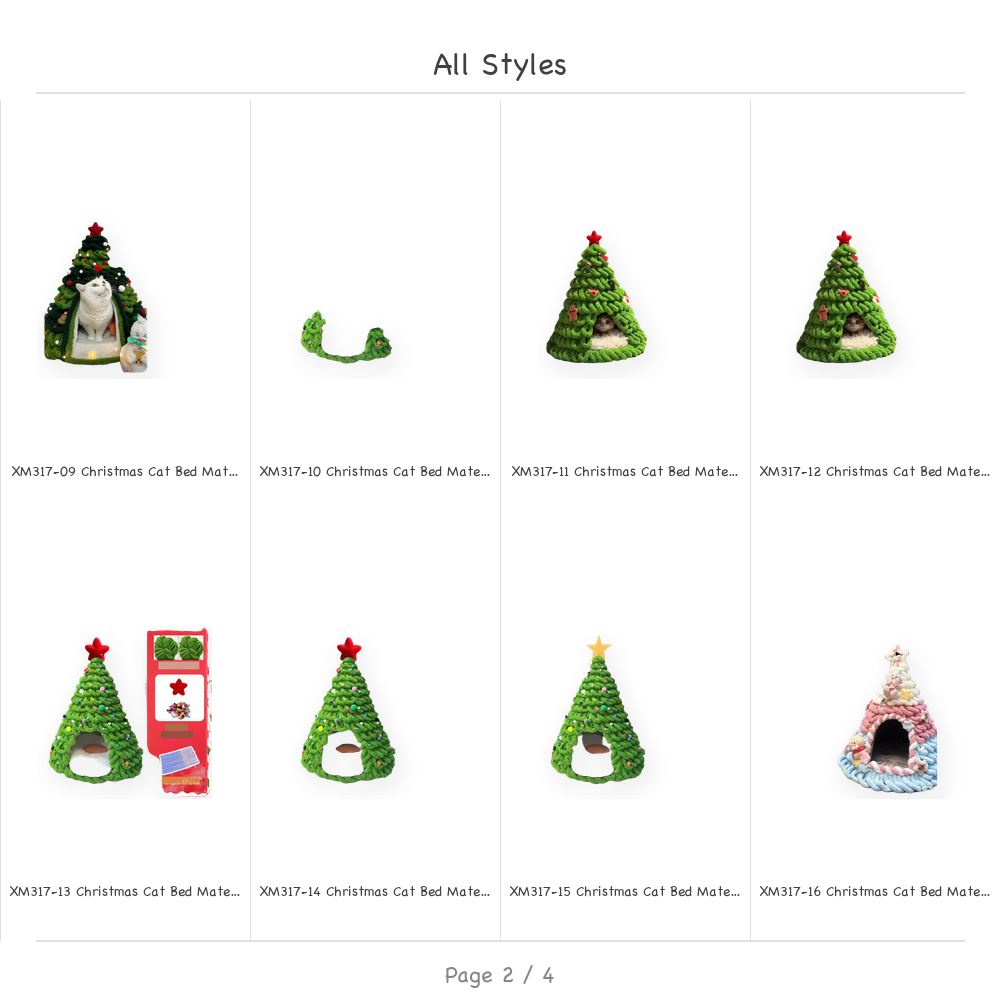 All Styles
XM317-09 Christmas Cat Bed Mat...
XM317-10 Christmas Cat Bed Mate...
XM317-11 Christmas Cat Bed Mate...
XM317-12 Christmas Cat Bed Mate...
XM317-13 Christmas Cat Bed Mate...
XM317-14 Christmas Cat Bed Mate...
XM317-15 Christmas Cat Bed Mate...
XM317-16 Christmas Cat Bed Mate...
Page 2 / 4